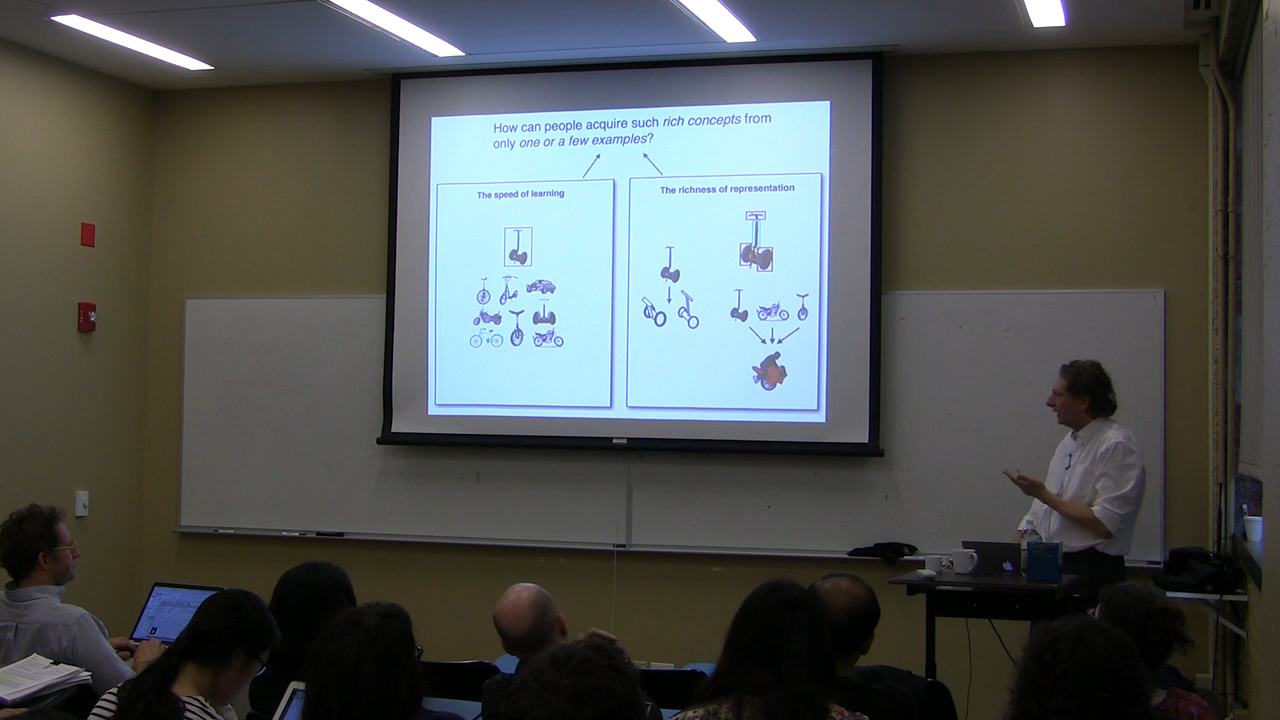 How can people acquire such rich concepts from
only one or a few examples?
The speed of learning
The richness of representation